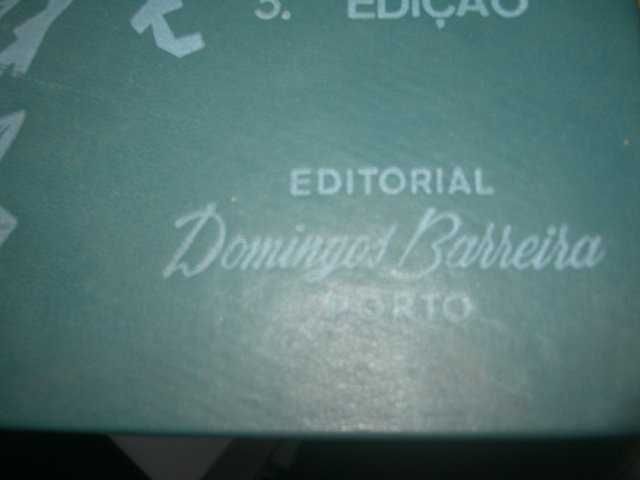 3. EDIÇÃO
EDITORIAL
Domingos Barreira
PORTO